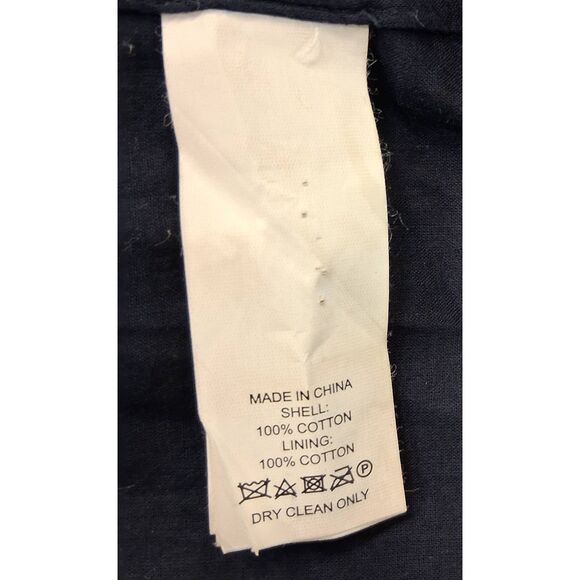 MADE IN CHINA
SHELL:
100% COTTON
LINING:
100% COTTON
P
DRY CLEAN ONLY